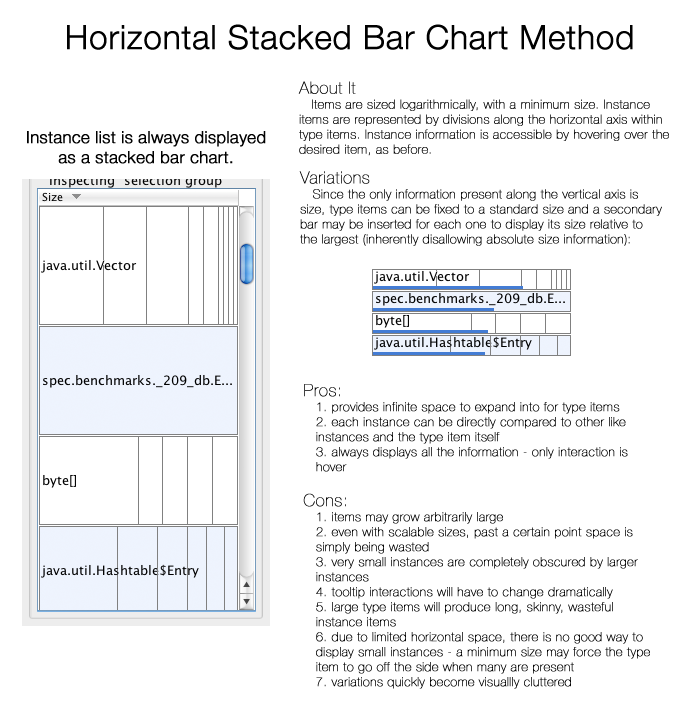 Horizontal Stacked Bar Chart Method
Instance list is always displayed
as a stacked bar chart.
Inspecting selection group
Size
java.util.Vector
spec.benchmarks._209_db.E...
byte[]
java.util.Hashtable$Entry
About It
Items are sized logarithmically, with a minimum size. Instance
items are represented by divisions along the horizontal axis within
type items. Instance information is accessible by hovering over the
desired item, as before.
Variations
Since the only information present along the vertical axis is
size, type items can be fixed to a standard size and a secondary
bar may be inserted for each one to display its size relative to
the largest (inherently disallowing absolute size information):
java.util.Vector
spec.benchmarks._209_db.E...
byte[]
java.util.Hashtable$Entry
Pros:
1. provides infinite space to expand into for type items
2. each instance can be directly compared to other like
instances and the type item itself
3. always displays all the information - only interaction is
hover
Cons:
1. items may grow arbitrarily large
2. even with scalable sizes, past a certain point space is
simply being wasted
3. very small instances are completely obscured by larger
instances
4. tooltip interactions will have to change dramatically
5. large type items will produce long, skinny, wasteful
instance items
6. due to limited horizontal space, there is no good way to
display small instances - a minimum size may force the type
item to go off the side when many are present
7. variations quickly become visuallly cluttered